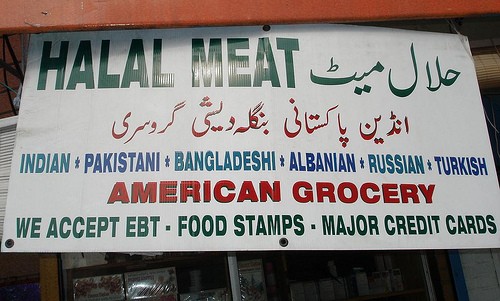 HALAL MEAT حلال میٹ
انڈین پاکستانی بنگلہ دیشی گروسری
INDIAN * PAKISTANI * BANGLADESHI * ALBANIAN * RUSSIAN * TURKISH
AMERICAN GROCERY
WE ACCEPT EBT - FOOD STAMPS - MAJOR CREDIT CARDS